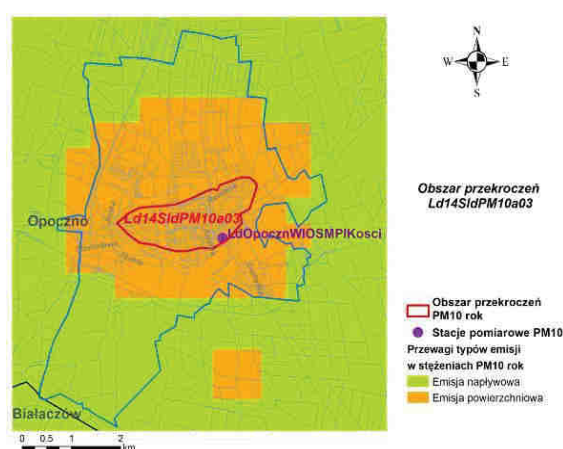 N
W E
S
Obszar przekroczeń
Ld14SldPM10a03
Ld14SldPM10a03
Opoczno
LdOpocznWIOSMPlKosci
Obszar przekroczeń
PM10 rok
Stacje pomiarowe PM10
Przewagi typów emisji
w stężeniach PM10 rok
Emisja napływowa
Emisja powierzchniowa
Białaczów
0 0.5 1 2
km